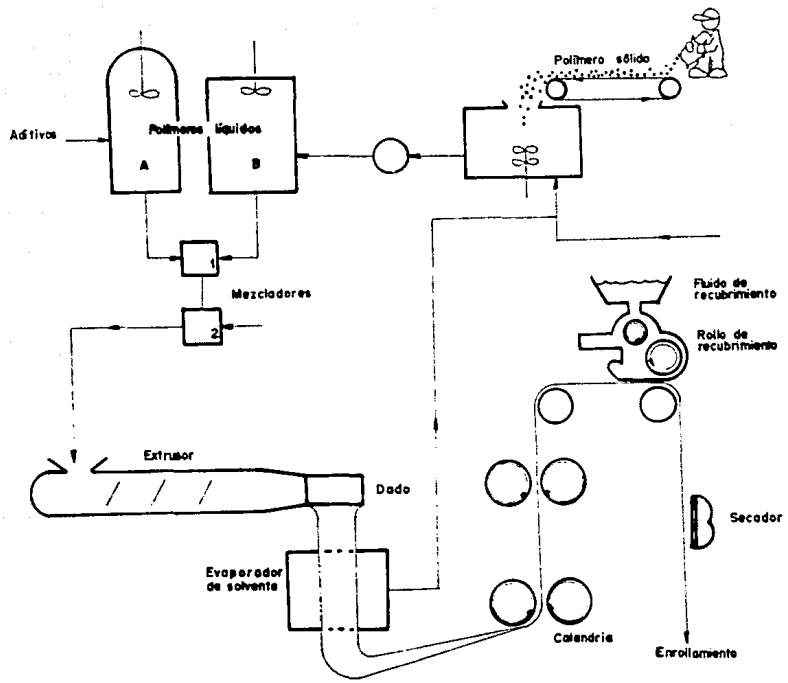 Polímero sólido
Aditivos
Polímeros líquidos
A
B
1
Mezcladores
2
Fluido de
recubrimiento
Rollo de
recubrimiento
Extrusor
Dado
Evaporador
de solvente
Secador
Calandria
Enrollamiento